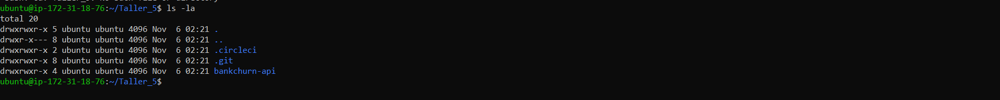 ubuntu@ip-172-31-18-76:~/Taller_5$ ls -la
total 20
drwxrwxr-x 5 ubuntu ubuntu 4096 Nov  6 02:21 .
drwxr-x--- 8 ubuntu ubuntu 4096 Nov  6 02:21 ..
drwxrwxr-x 2 ubuntu ubuntu 4096 Nov  6 02:21 .circleci
drwxrwxr-x 8 ubuntu ubuntu 4096 Nov  6 02:21 .git
drwxrwxr-x 4 ubuntu ubuntu 4096 Nov  6 02:21 bankchurn-api
ubuntu@ip-172-31-18-76:~/Taller_5$